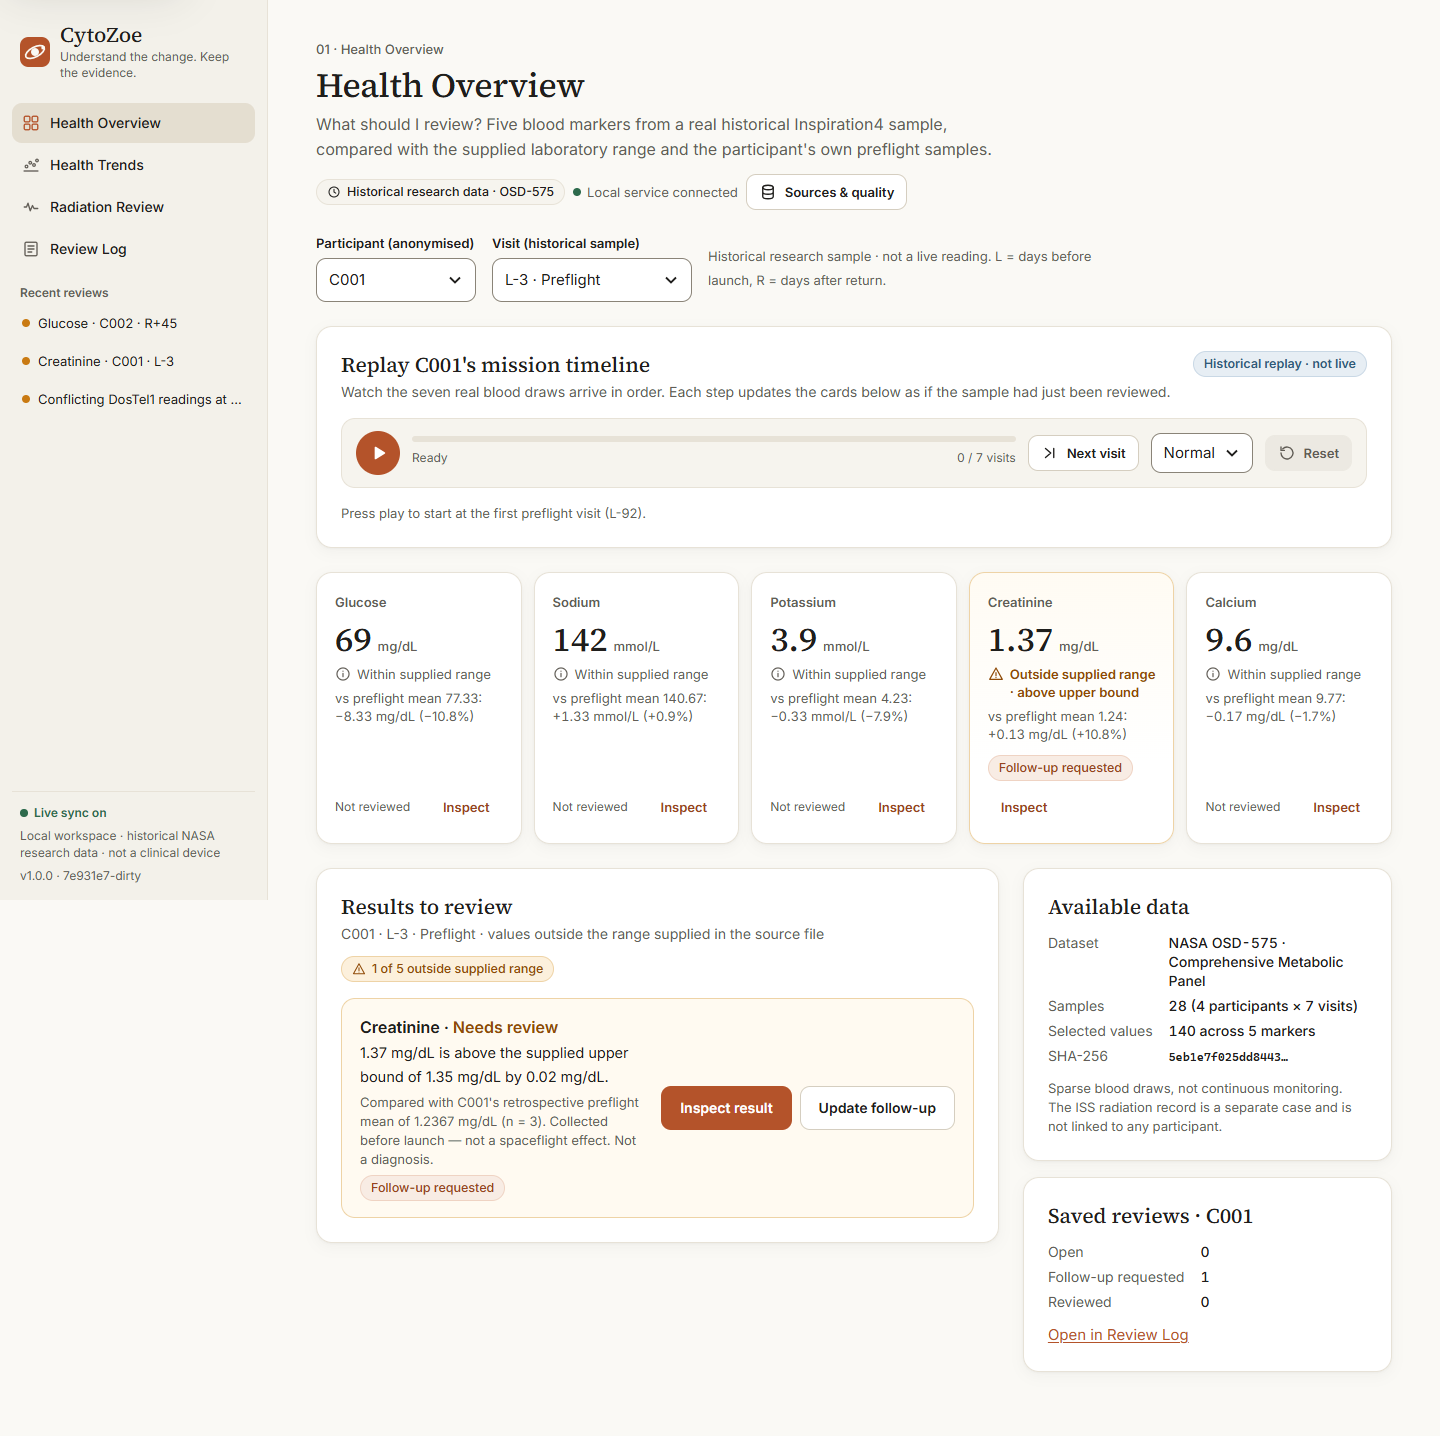 CytoZoe
Understand the change. Keep
the evidence.
Health Overview
Health Trends
Radiation Review
Review Log
Recent reviews
Glucose · C002 · R+45
Creatinine · C001 · L-3
Conflicting DosTel1 readings at ...
Live sync on
Local workspace · historical NASA
research data · not a clinical device
v1.0.0 · 7e931e7-dirty
01 · Health Overview
Health Overview
What should I review? Five blood markers from a real historical Inspiration4 sample,
compared with the supplied laboratory range and the participant's own preflight samples.
Historical research data · OSD-575
Local service connected
Sources & quality
Participant (anonymised)
C001
Visit (historical sample)
L-3 · Preflight
Historical research sample · not a live reading. L = days before
launch, R = days after return.
Replay C001's mission timeline
Historical replay · not live
Watch the seven real blood draws arrive in order. Each step updates the cards below as if the sample had just been reviewed.
Ready
0 / 7 visits
Next visit
Normal
Reset
Press play to start at the first preflight visit (L-92).
Glucose
69 mg/dL
Within supplied range
vs preflight mean 77.33:
−8.33 mg/dL (−10.8%)
Not reviewed
Inspect
Sodium
142 mmol/L
Within supplied range
vs preflight mean 140.67:
+1.33 mmol/L (+0.9%)
Not reviewed
Inspect
Potassium
3.9 mmol/L
Within supplied range
vs preflight mean 4.23:
−0.33 mmol/L (−7.9%)
Not reviewed
Inspect
Creatinine
1.37 mg/dL
Outside supplied range
· above upper bound
vs preflight mean 1.24:
+0.13 mg/dL (+10.8%)
Follow-up requested
Inspect
Calcium
9.6 mg/dL
Within supplied range
vs preflight mean 9.77:
−0.17 mg/dL (−1.7%)
Not reviewed
Inspect
Results to review
C001 · L-3 · Preflight · values outside the range supplied in the source file
1 of 5 outside supplied range
Creatinine · Needs review
1.37 mg/dL is above the supplied upper
bound of 1.35 mg/dL by 0.02 mg/dL.
Compared with C001's retrospective preflight
mean of 1.2367 mg/dL (n = 3). Collected
before launch — not a spaceflight effect. Not
a diagnosis.
Follow-up requested
Inspect result
Update follow-up
Available data
Dataset
NASA OSD-575 ·
Comprehensive Metabolic
Panel
Samples
28 (4 participants × 7 visits)
Selected values
140 across 5 markers
SHA-256
5eb1e7f025dd8443…
Sparse blood draws, not continuous monitoring.
The ISS radiation record is a separate case and is
not linked to any participant.
Saved reviews · C001
Open
0
Follow-up requested
1
Reviewed
0
Open in Review Log